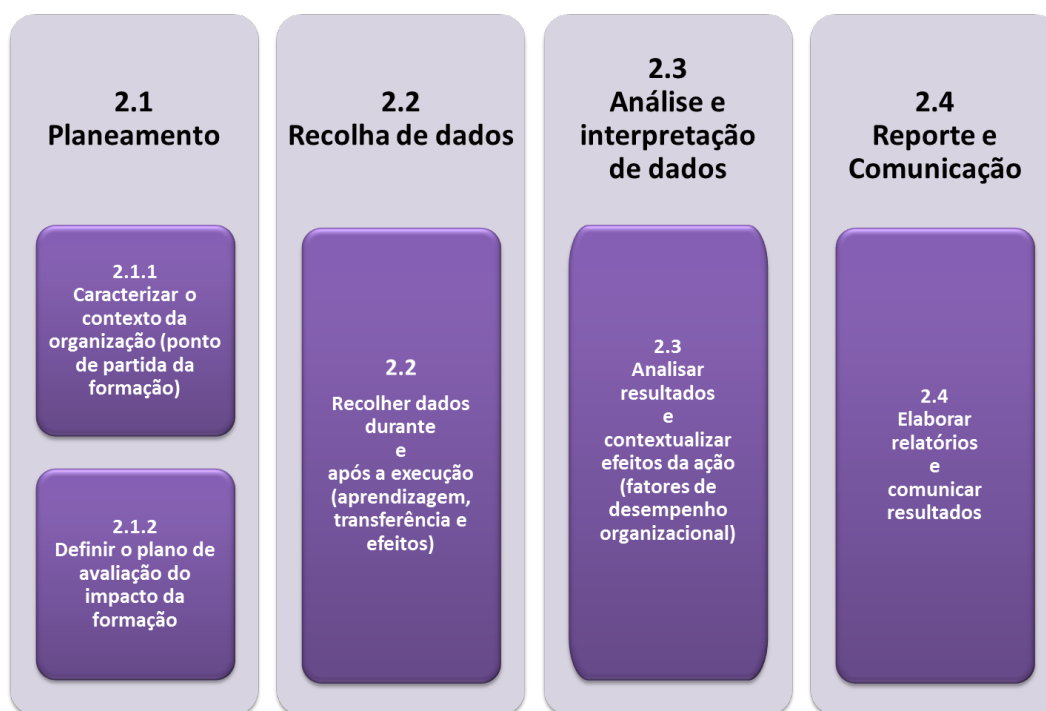 2.1
Planeamento
2.1.1
Caracterizar o
contexto da
organização (ponto
de partida da
formação)
2.1.2
Definir o plano de
avaliação do
impacto da
formação
2.2
Recolha de dados
2.2
Recolher dados
durante
e
após a execução
(aprendizagem,
transferência e
efeitos)
2.3
Análise e
interpretação
de dados
2.3
Analisar
resultados
e
contextualizar
efeitos da ação
(fatores de
desempenho
organizacional)
2.4
Reporte e
Comunicação
2.4
Elaborar
relatórios
e
comunicar
resultados